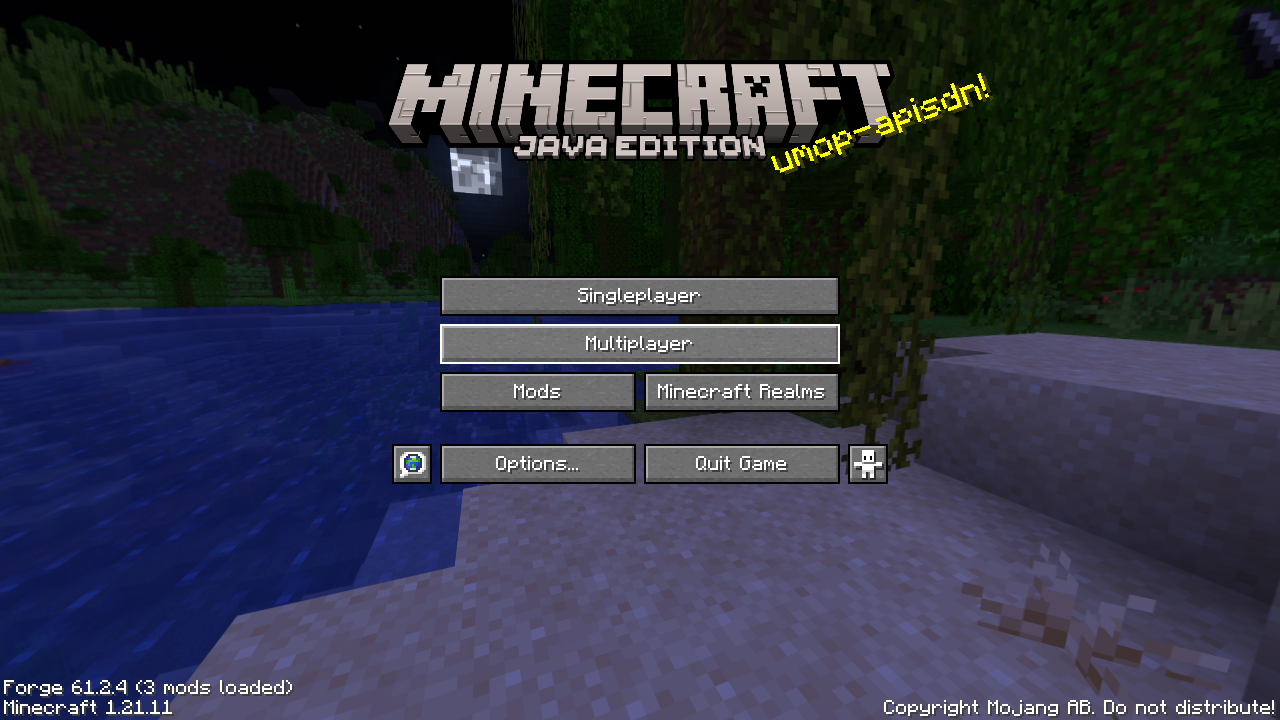 MINECRAFT
JAVA EDITION
umop-apisdn!
Singleplayer
Multiplayer
Mods
Minecraft Realms
Options...
Quit Game
Forge 61.2.4 (3 mods loaded)
Minecraft 1.21.11
Copyright Mojang AB. Do not distribute!